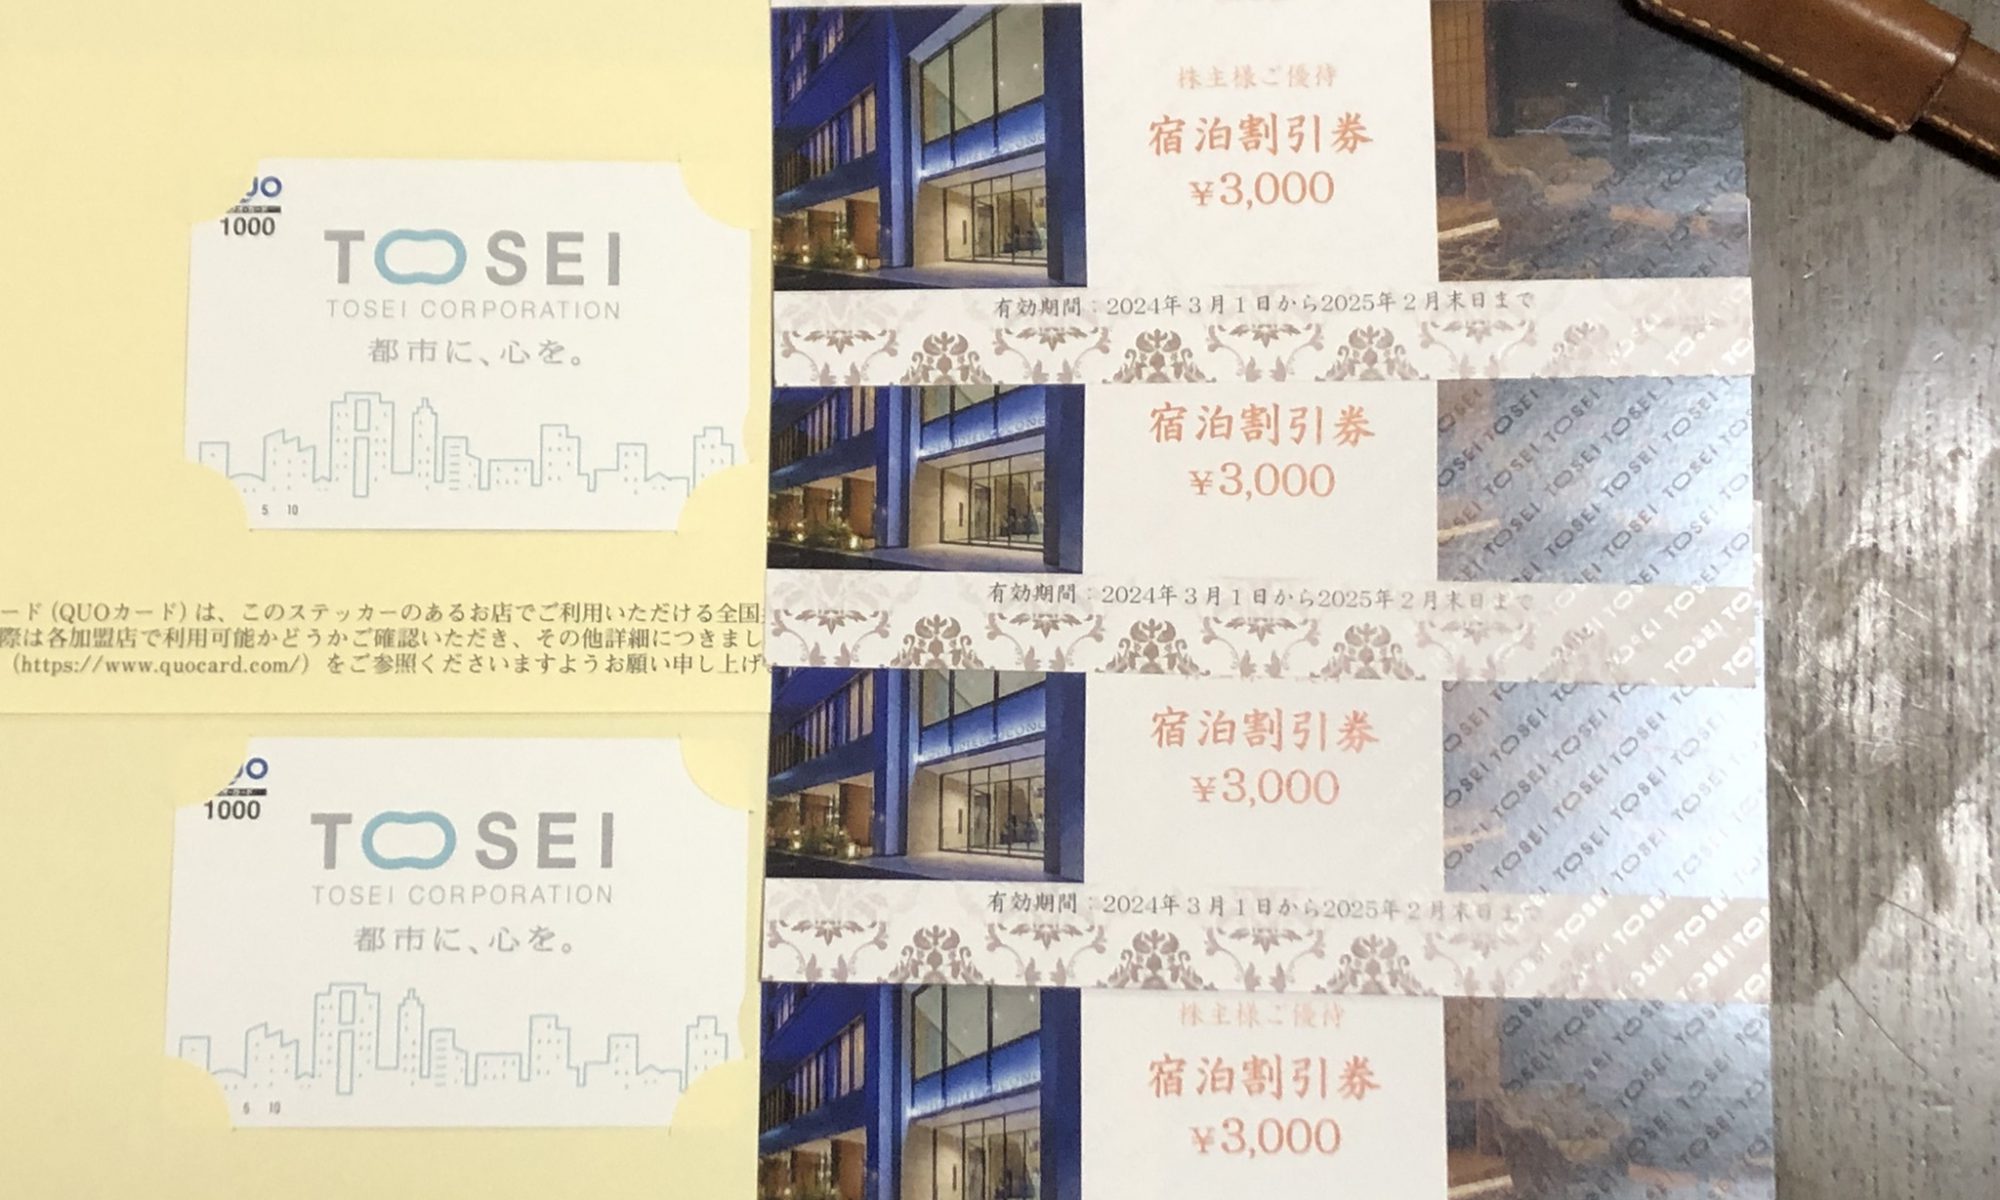 1000
TOSEI
TOSEI CORPORATION
都市に、心を。
5 10
ード(QUOカード)は、このステッカーのあるお店でご利用いただける全国
際は各加盟店で利用可能かどうかご確認いただき、その他詳細につきまし
(https://www.quocard.com/)をご参照くださいますようお願い申し上げ
1000
TOSEI
TOSEI CORPORATION
都市に、心を。
6 10
株主様ご優待
宿泊割引券
¥3,000
有効期間:2024年3月1日から2025年2月末日まで
宿泊割引券
¥3,000
有効期間:2024年3月1日から2025年2月末日まで
宿泊割引券
¥3,000
有効期間:2024年3月1日から2025年2月末日まで
株主様ご優待
宿泊割引券
¥3,000